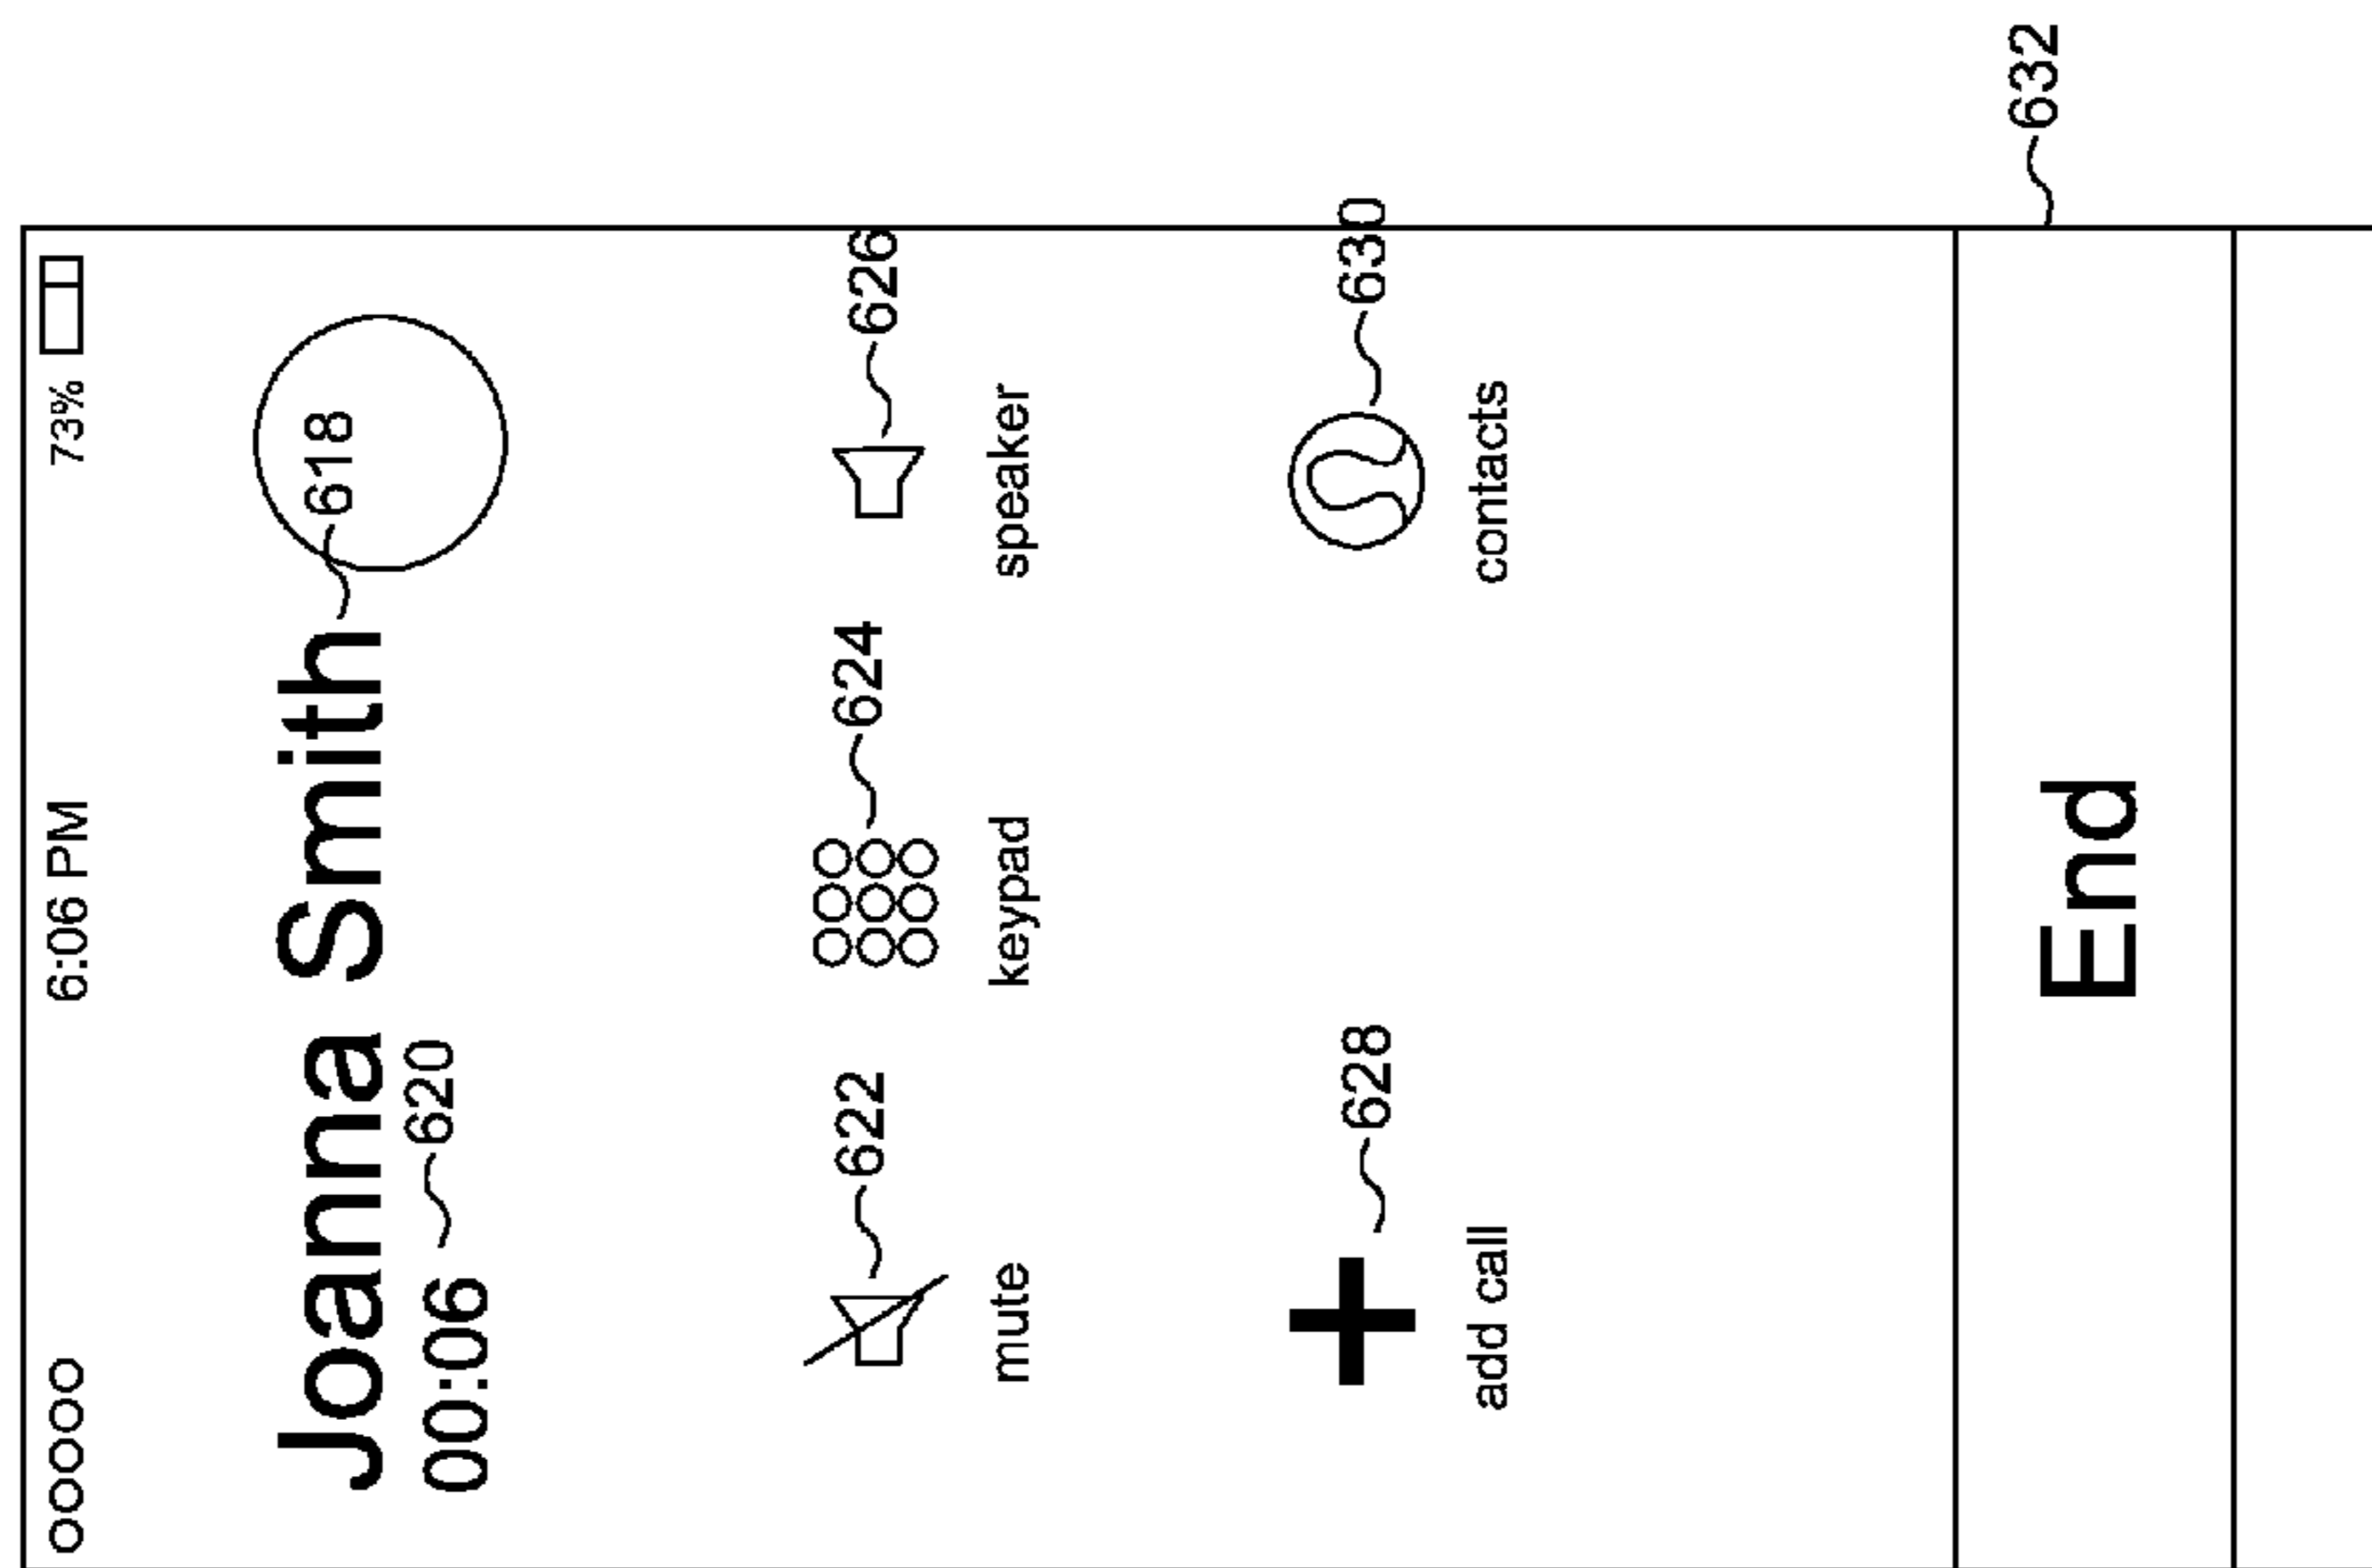 ooooo 6:06 PM 73%
Joanna Smith 618
00:06 620
622 624 626
mute keypad speaker
628 630
add call contacts
End
632